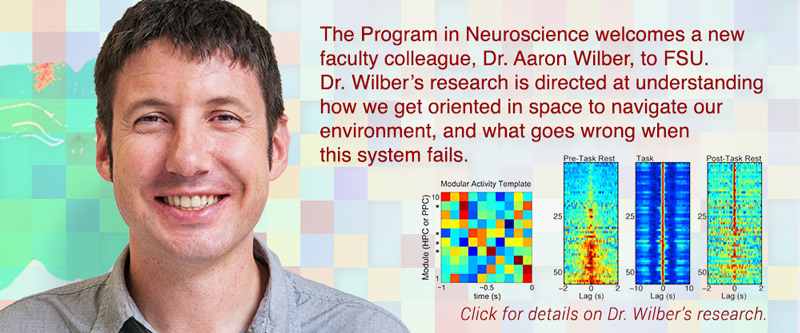 The Program in Neuroscience welcomes a new
faculty colleague, Dr. Aaron Wilber, to FSU.
Dr. Wilber's research is directed at understanding
how we get oriented in space to navigate our
environment, and what goes wrong when
this system fails.
Modular Activity Template
Module (HPC or PPC)
10
*
*
*
*
*
1
-1
-0.5
0
time (s)
Pre-Task Rest
25
50
-2
0
2
Lag (s)
Task
-10
0
10
Lag (s)
Post-Task Rest
25
50
-2
0
2
Lag (s)
Click for details on Dr. Wilber's research.